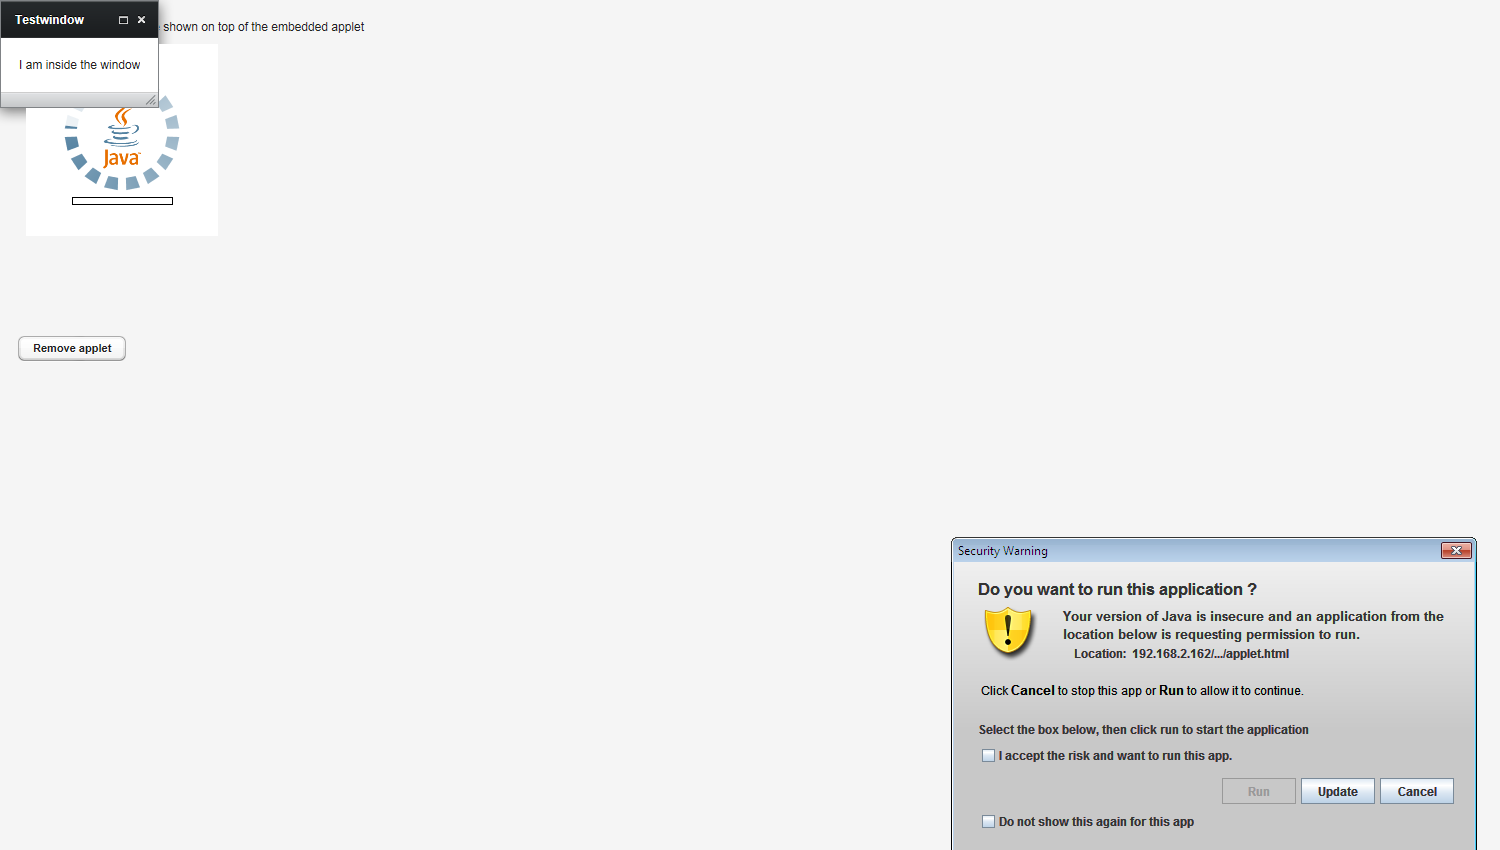 Testwindow
shown on top of the embedded applet
I am inside the window
Java
Remove applet
Security Warning
Do you want to run this application ?
Your version of Java is insecure and an application from the
location below is requesting permission to run.
Location: 192.168.2.162/.../applet.html
Click Cancel to stop this app or Run to allow it to continue.
Select the box below, then click run to start the application
I accept the risk and want to run this app.
Run Update Cancel
Do not show this again for this app